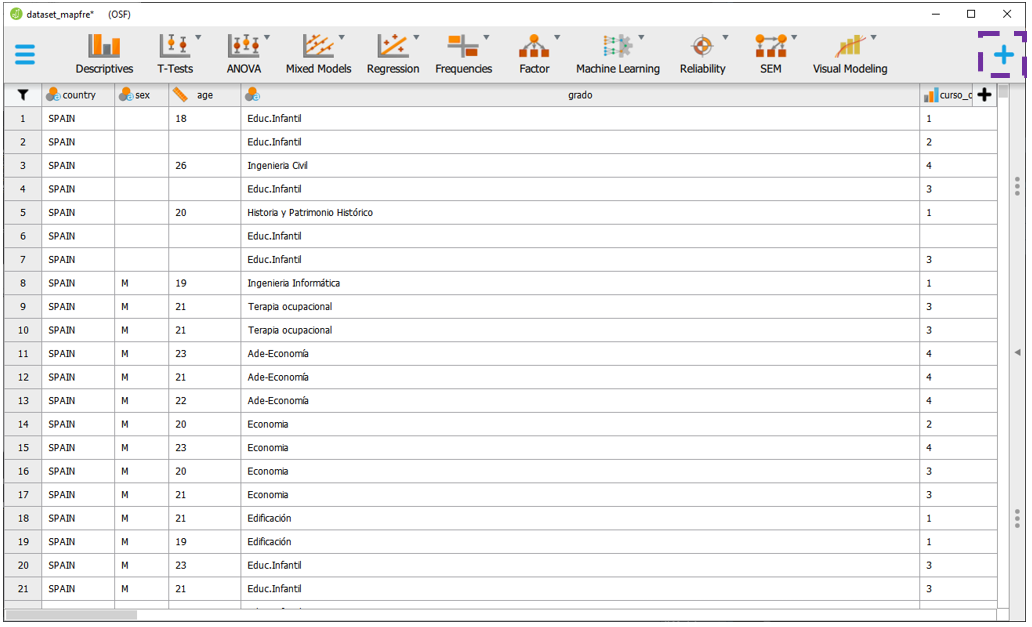 dataset_mapfre* (OSF)
Descriptives T-Tests ANOVA Mixed Models Regression Frequencies Factor Machine Learning Reliability SEM Visual Modeling
country sex age grado curso_c
1 SPAIN 18 Educ.Infantil 1
2 SPAIN Educ.Infantil 2
3 SPAIN 26 Ingenieria Civil 4
4 SPAIN Educ.Infantil 3
5 SPAIN 20 Historia y Patrimonio Histórico 1
6 SPAIN Educ.Infantil
7 SPAIN Educ.Infantil 3
8 SPAIN M 19 Ingenieria Informática 1
9 SPAIN M 21 Terapia ocupacional 3
10 SPAIN M 21 Terapia ocupacional 3
11 SPAIN M 23 Ade-Economía 4
12 SPAIN M 21 Ade-Economía 4
13 SPAIN M 22 Ade-Economía 4
14 SPAIN M 20 Economia 2
15 SPAIN M 23 Economia 4
16 SPAIN M 20 Economia 3
17 SPAIN M 21 Economia 3
18 SPAIN M 21 Edificación 1
19 SPAIN M 19 Edificación 1
20 SPAIN M 23 Educ.Infantil 3
21 SPAIN M 21 Educ.Infantil 3